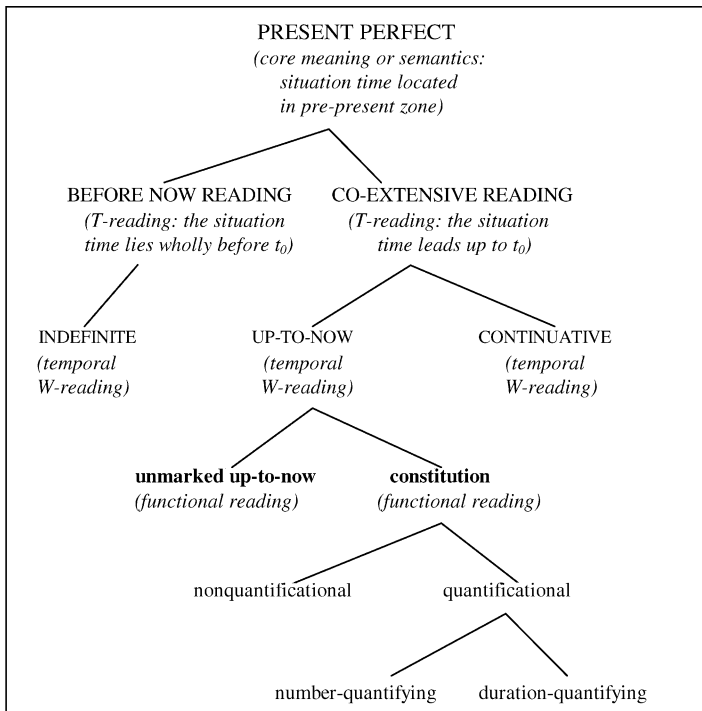 PRESENT PERFECT
(core meaning or semantics:
situation time located
in pre-present zone)
BEFORE NOW READING
(T-reading: the situation
time lies wholly before t₀)
CO-EXTENSIVE READING
(T-reading: the situation
time leads up to t₀)
INDEFINITE
(temporal
W-reading)
UP-TO-NOW
(temporal
W-reading)
CONTINUATIVE
(temporal
W-reading)
unmarked up-to-now
(functional reading)
constitution
(functional reading)
nonquantificational
quantificational
number-quantifying
duration-quantifying